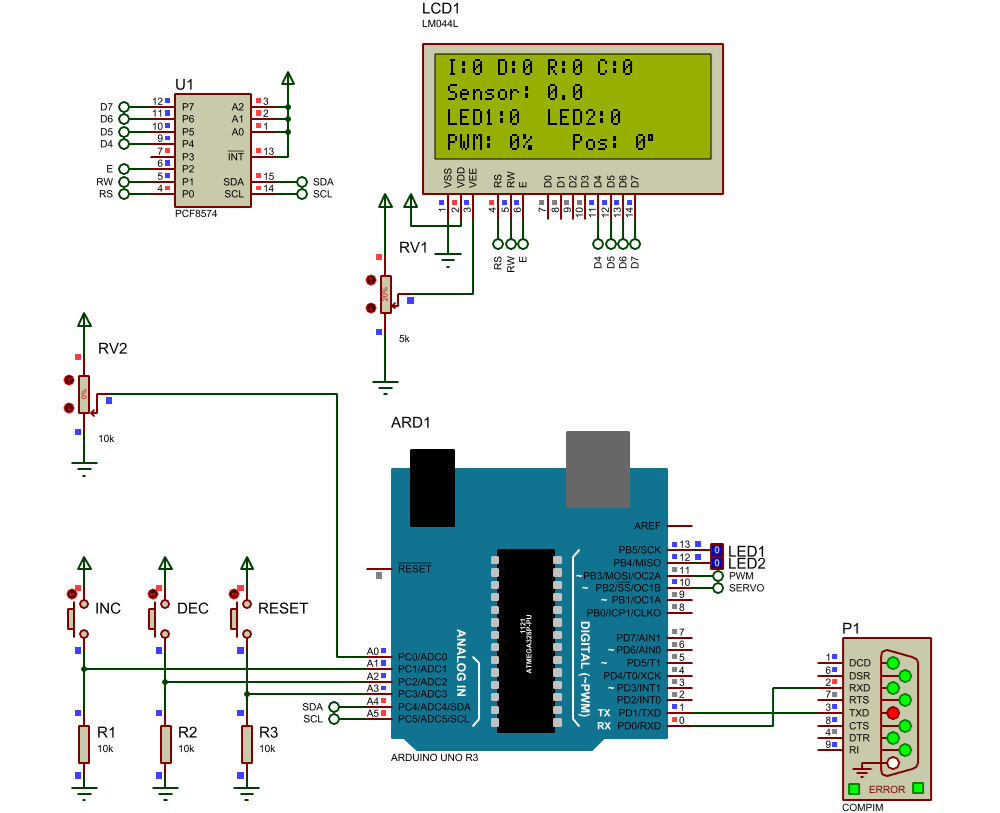 LCD1
LM044L
I:0 D:0 R:0 C:0
Sensor: 0.0
LED1:0 LED2:0
PWM: 0% Pos: 0°
VSS VDD VEE RS RW E D0 D1 D2 D3 D4 D5 D6 D7
1 2 3 4 5 6 7 8 9 10 11 12 13 14
RS RW E D4 D5 D6 D7
U1
D7 12 P7 A2 3
D6 11 P6 A1 2
D5 10 P5 A0 1
D4 9 P4
7 P3 INT 13
E 6 P2
RW 5 P1 SDA 15 SDA
RS 4 P0 SCL 14 SCL
PCF8574
RV1
20%
5k
RV2
0%
10k
ARD1
AREF
RESET
PB5/SCK 13 0 LED1
PB4/MISO 12 0 LED2
~ PB3/MOSI/OC2A 11 PWM
~ PB2/SS/OC1B 10 SERVO
~ PB1/OC1A 9
PB0/ICP1/CLKO 8
PD7/AIN1 7
~ PD6/AIN0 6
~ PD5/T1 5
PD4/T0/XCK 4
~ PD3/INT1 3
PD2/INT0 2
TX PD1/TXD 1
RX PD0/RXD 0
DIGITAL (~PWM)
ANALOG IN
1121
ATMEGA328P-PU
A0 PC0/ADC0
A1 PC1/ADC1
A2 PC2/ADC2
A3 PC3/ADC3
SDA A4 PC4/ADC4/SDA
SCL A5 PC5/ADC5/SCL
ARDUINO UNO R3
INC
DEC
RESET
R1
10k
R2
10k
R3
10k
P1
1 DCD
6 DSR
2 RXD
7 RTS
3 TXD
8 CTS
4 DTR
9 RI
ERROR
COMPIM